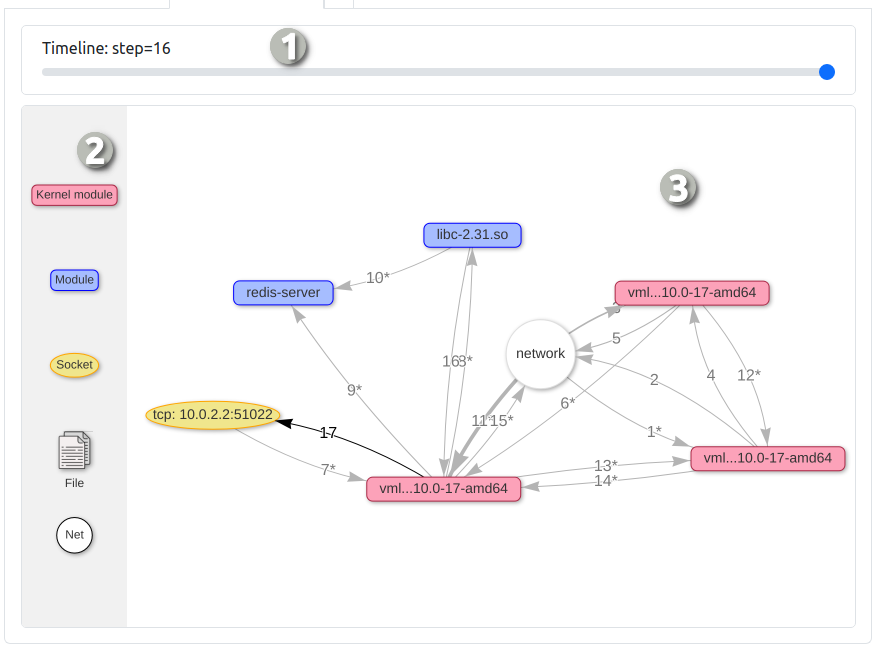 Timeline: step=16
1
2
3
Kernel module
Module
Socket
File
Net
libc-2.31.so
10*
redis-server
vml...10.0-17-amd64
5
network
16
3*
2
4
12*
9*
6*
tcp: 10.0.2.2:51022
11*
15*
17
1*
vml...10.0-17-amd64
7*
13*
14*
vml...10.0-17-amd64